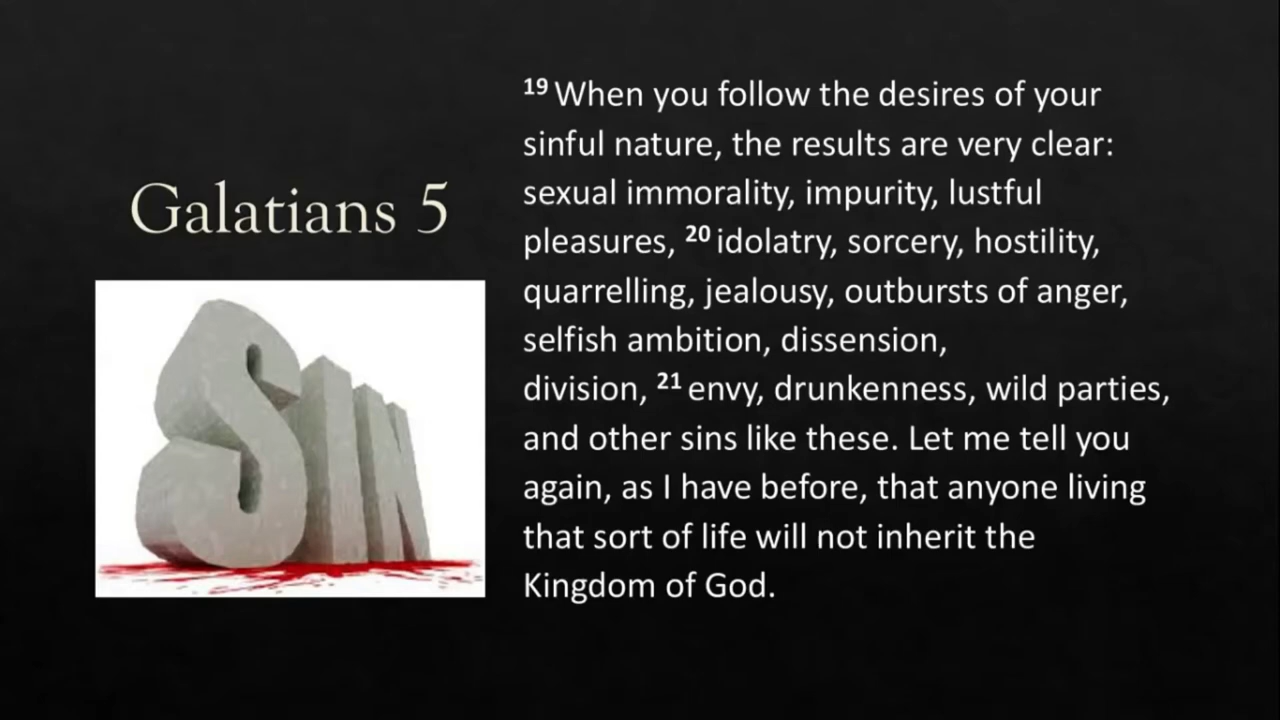 Galatians 5
SIN
19 When you follow the desires of your
sinful nature, the results are very clear:
sexual immorality, impurity, lustful
pleasures, 20 idolatry, sorcery, hostility,
quarrelling, jealousy, outbursts of anger,
selfish ambition, dissension,
division, 21 envy, drunkenness, wild parties,
and other sins like these. Let me tell you
again, as I have before, that anyone living
that sort of life will not inherit the
Kingdom of God.